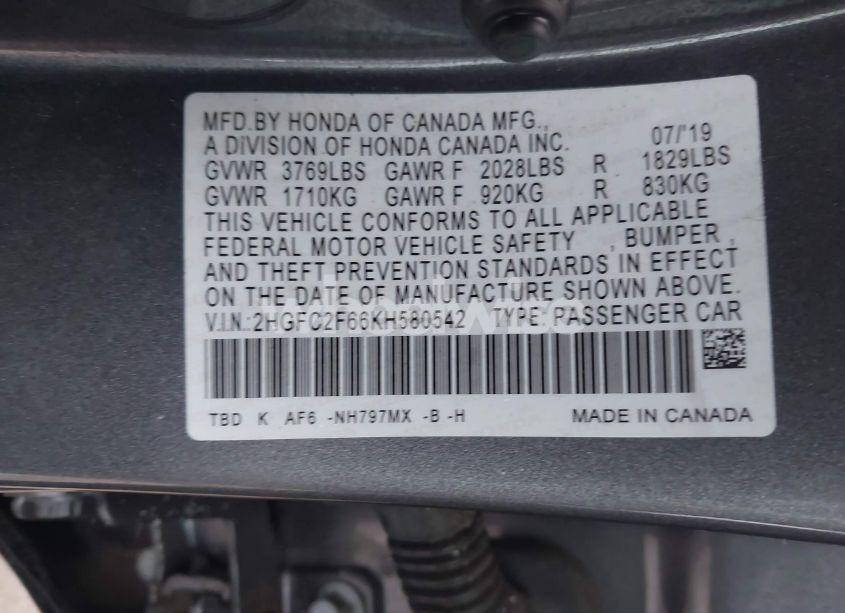 MFD.BY HONDA OF CANADA MFG.,
A DIVISION OF HONDA CANADA INC. 07/'19
GVWR 3769LBS GAWR F 2028LBS R 1829LBS
GVWR 1710KG GAWR F 920KG R 830KG
THIS VEHICLE CONFORMS TO ALL APPLICABLE
FEDERAL MOTOR VEHICLE SAFETY , BUMPER ,
AND THEFT PREVENTION STANDARDS IN EFFECT
ON THE DATE OF MANUFACTURE SHOWN ABOVE.
V.I.N.:2HGFC2F66KH580542 TYPE: PASSENGER CAR
TBD K AF6 -NH797MX -B -H MADE IN CANADA